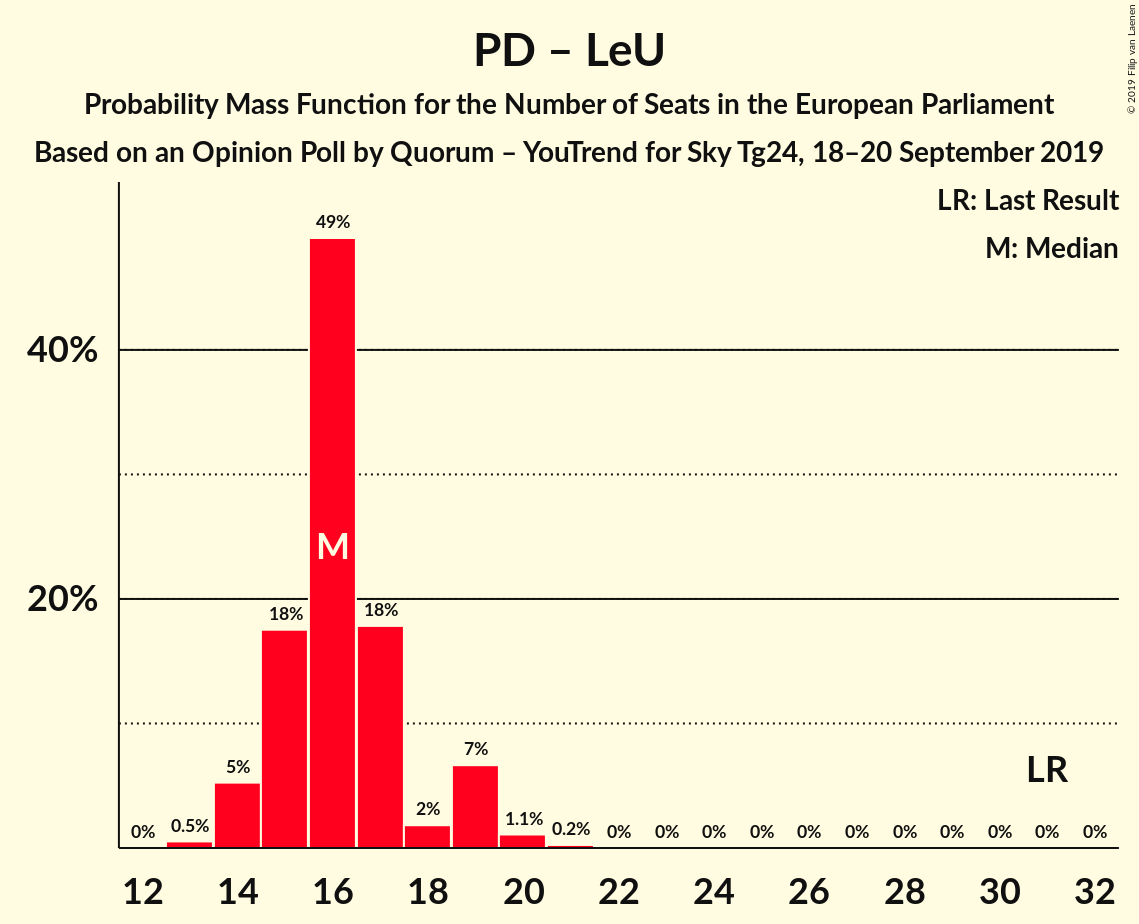 PD – LeU
Probability Mass Function for the Number of Seats in the European Parliament
Based on an Opinion Poll by Quorum – YouTrend for Sky Tg24, 18–20 September 2019
© 2019 Filip van Laenen
LR: Last Result
M: Median
49%
40%
M
20%
18%
18%
LR
7%
5%
2%
1.1%
0.5%
0.2%
0% 0% 0% 0% 0% 0% 0% 0% 0% 0% 0% 0%
12 14 16 18 20 22 24 26 28 30 32